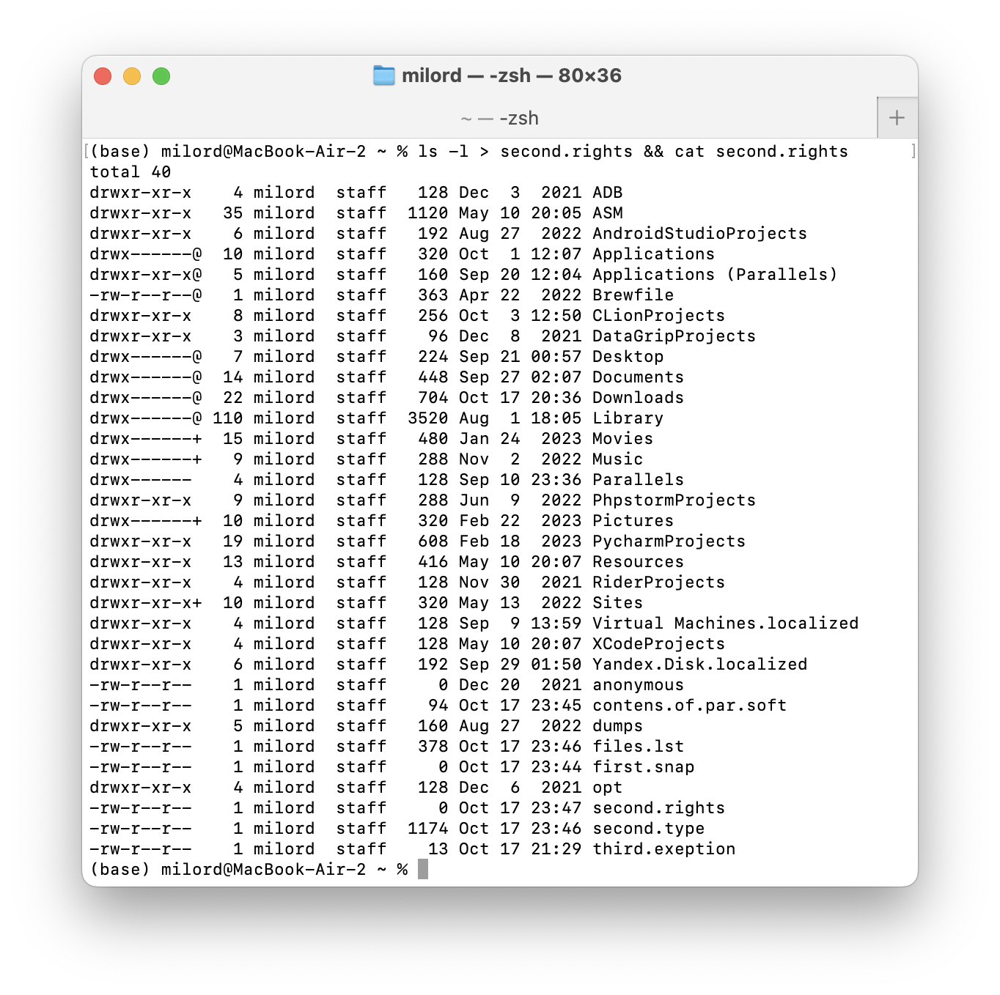 milord — -zsh — 80×36
~ — -zsh
+
[(base) milord@MacBook-Air-2 ~ % ls -l > second.rights && cat second.rights ]
total 40
drwxr-xr-x    4 milord  staff   128 Dec  3  2021 ADB
drwxr-xr-x   35 milord  staff  1120 May 10 20:05 ASM
drwxr-xr-x    6 milord  staff   192 Aug 27  2022 AndroidStudioProjects
drwx------@  10 milord  staff   320 Oct  1 12:07 Applications
drwxr-xr-x@   5 milord  staff   160 Sep 20 12:04 Applications (Parallels)
-rw-r--r--@   1 milord  staff   363 Apr 22  2022 Brewfile
drwxr-xr-x    8 milord  staff   256 Oct  3 12:50 CLionProjects
drwxr-xr-x    3 milord  staff    96 Dec  8  2021 DataGripProjects
drwx------@   7 milord  staff   224 Sep 21 00:57 Desktop
drwx------@  14 milord  staff   448 Sep 27 02:07 Documents
drwx------@  22 milord  staff   704 Oct 17 20:36 Downloads
drwx------@ 110 milord  staff  3520 Aug  1 18:05 Library
drwx------+  15 milord  staff   480 Jan 24  2023 Movies
drwx------+   9 milord  staff   288 Nov  2  2022 Music
drwx------    4 milord  staff   128 Sep 10 23:36 Parallels
drwxr-xr-x    9 milord  staff   288 Jun  9  2022 PhpstormProjects
drwx------+  10 milord  staff   320 Feb 22  2023 Pictures
drwxr-xr-x   19 milord  staff   608 Feb 18  2023 PycharmProjects
drwxr-xr-x   13 milord  staff   416 May 10 20:07 Resources
drwxr-xr-x    4 milord  staff   128 Nov 30  2021 RiderProjects
drwxr-xr-x+  10 milord  staff   320 May 13  2022 Sites
drwxr-xr-x    4 milord  staff   128 Sep  9 13:59 Virtual Machines.localized
drwxr-xr-x    4 milord  staff   128 May 10 20:07 XCodeProjects
drwxr-xr-x    6 milord  staff   192 Sep 29 01:50 Yandex.Disk.localized
-rw-r--r--    1 milord  staff     0 Dec 20  2021 anonymous
-rw-r--r--    1 milord  staff    94 Oct 17 23:45 contens.of.par.soft
drwxr-xr-x    5 milord  staff   160 Aug 27  2022 dumps
-rw-r--r--    1 milord  staff   378 Oct 17 23:46 files.lst
-rw-r--r--    1 milord  staff     0 Oct 17 23:44 first.snap
drwxr-xr-x    4 milord  staff   128 Dec  6  2021 opt
-rw-r--r--    1 milord  staff     0 Oct 17 23:47 second.rights
-rw-r--r--    1 milord  staff  1174 Oct 17 23:46 second.type
-rw-r--r--    1 milord  staff    13 Oct 17 21:29 third.exeption
(base) milord@MacBook-Air-2 ~ %